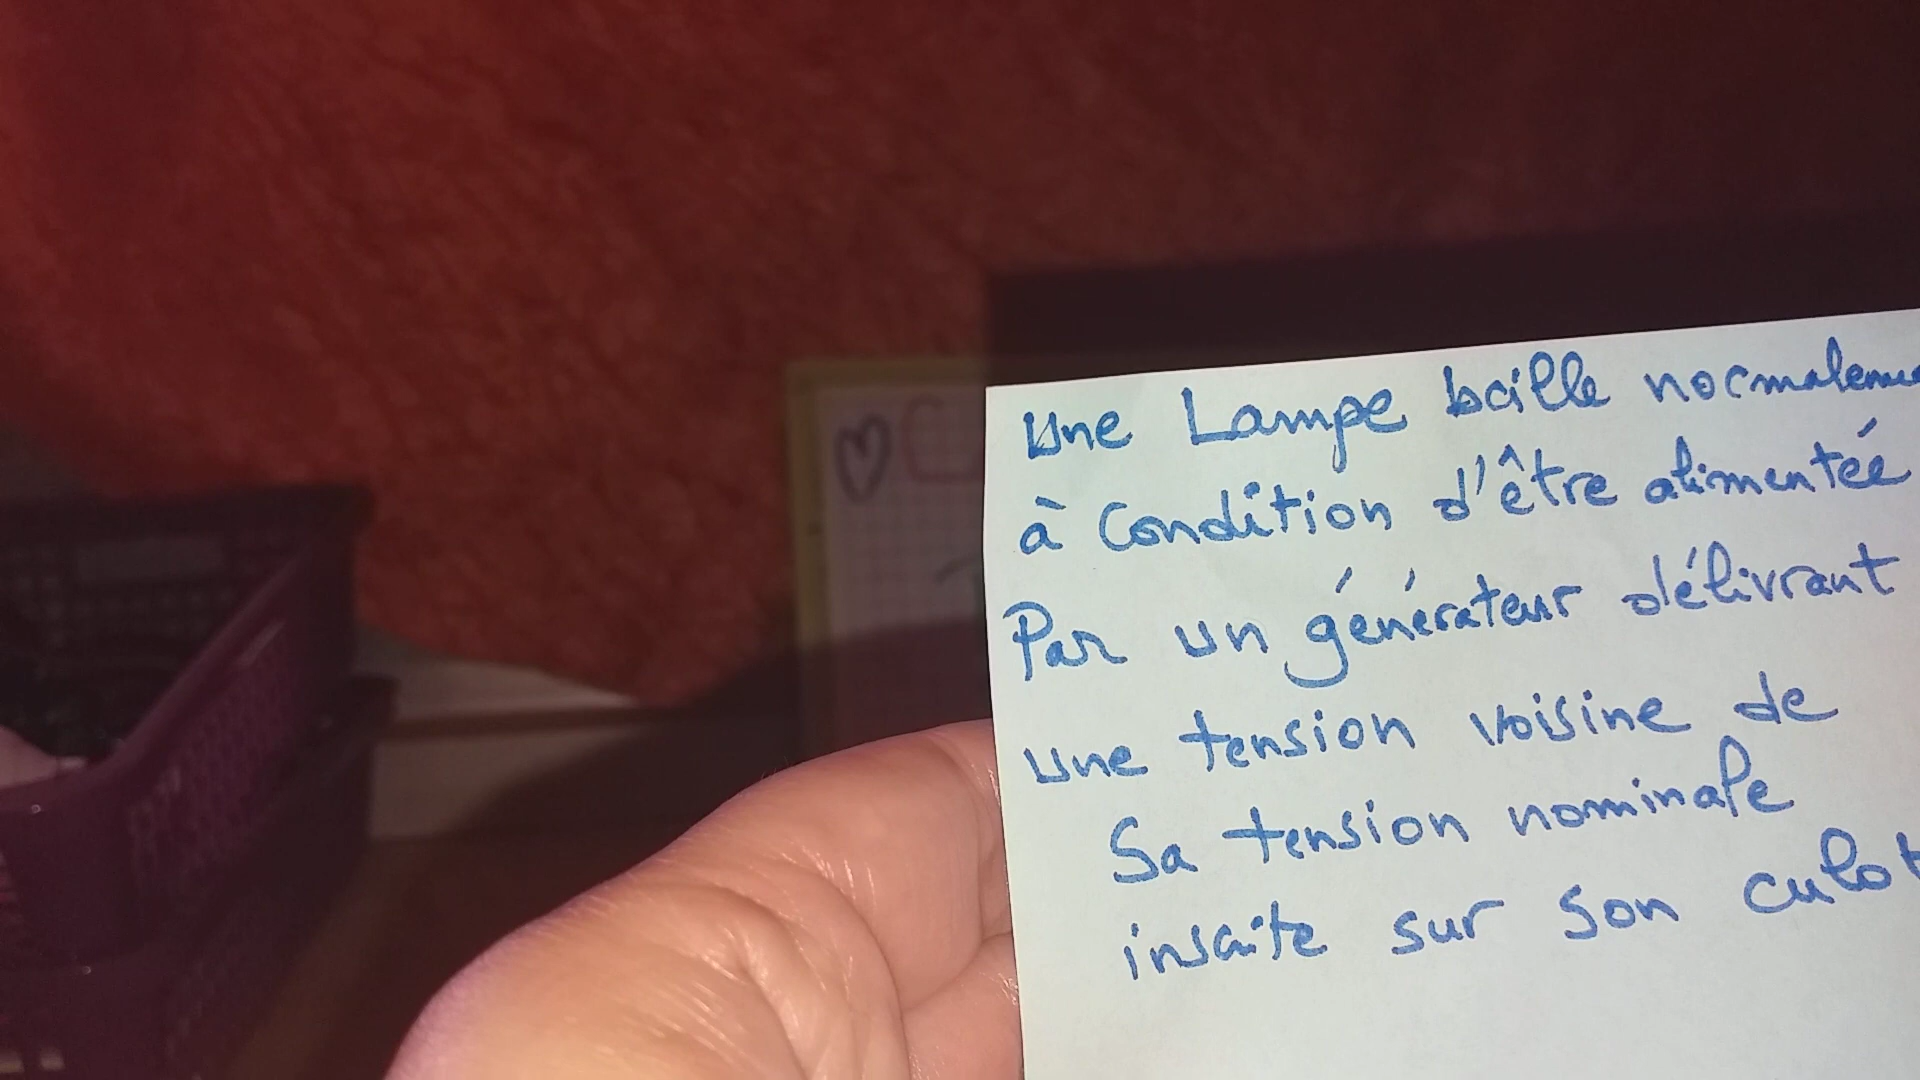 Une Lampe brille normalement
à Condition d'être alimentée
Par un générateur délivrant
une tension voisine de
Sa tension nominale
inscrite sur son culot